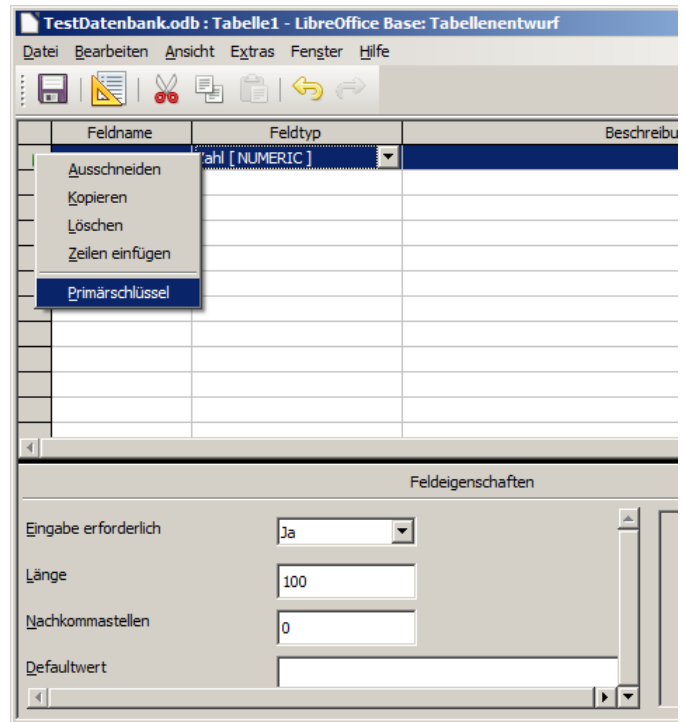 TestDatenbank.odb : Tabelle1 - LibreOffice Base: Tabellenentwurf
Datei Bearbeiten Ansicht Extras Fenster Hilfe
Feldname Feldtyp Beschreibu
Zahl [ NUMERIC ]
Ausschneiden
Kopieren
Löschen
Zeilen einfügen
Primärschlüssel
Feldeigenschaften
Eingabe erforderlich Ja
Länge 100
Nachkommastellen 0
Defaultwert